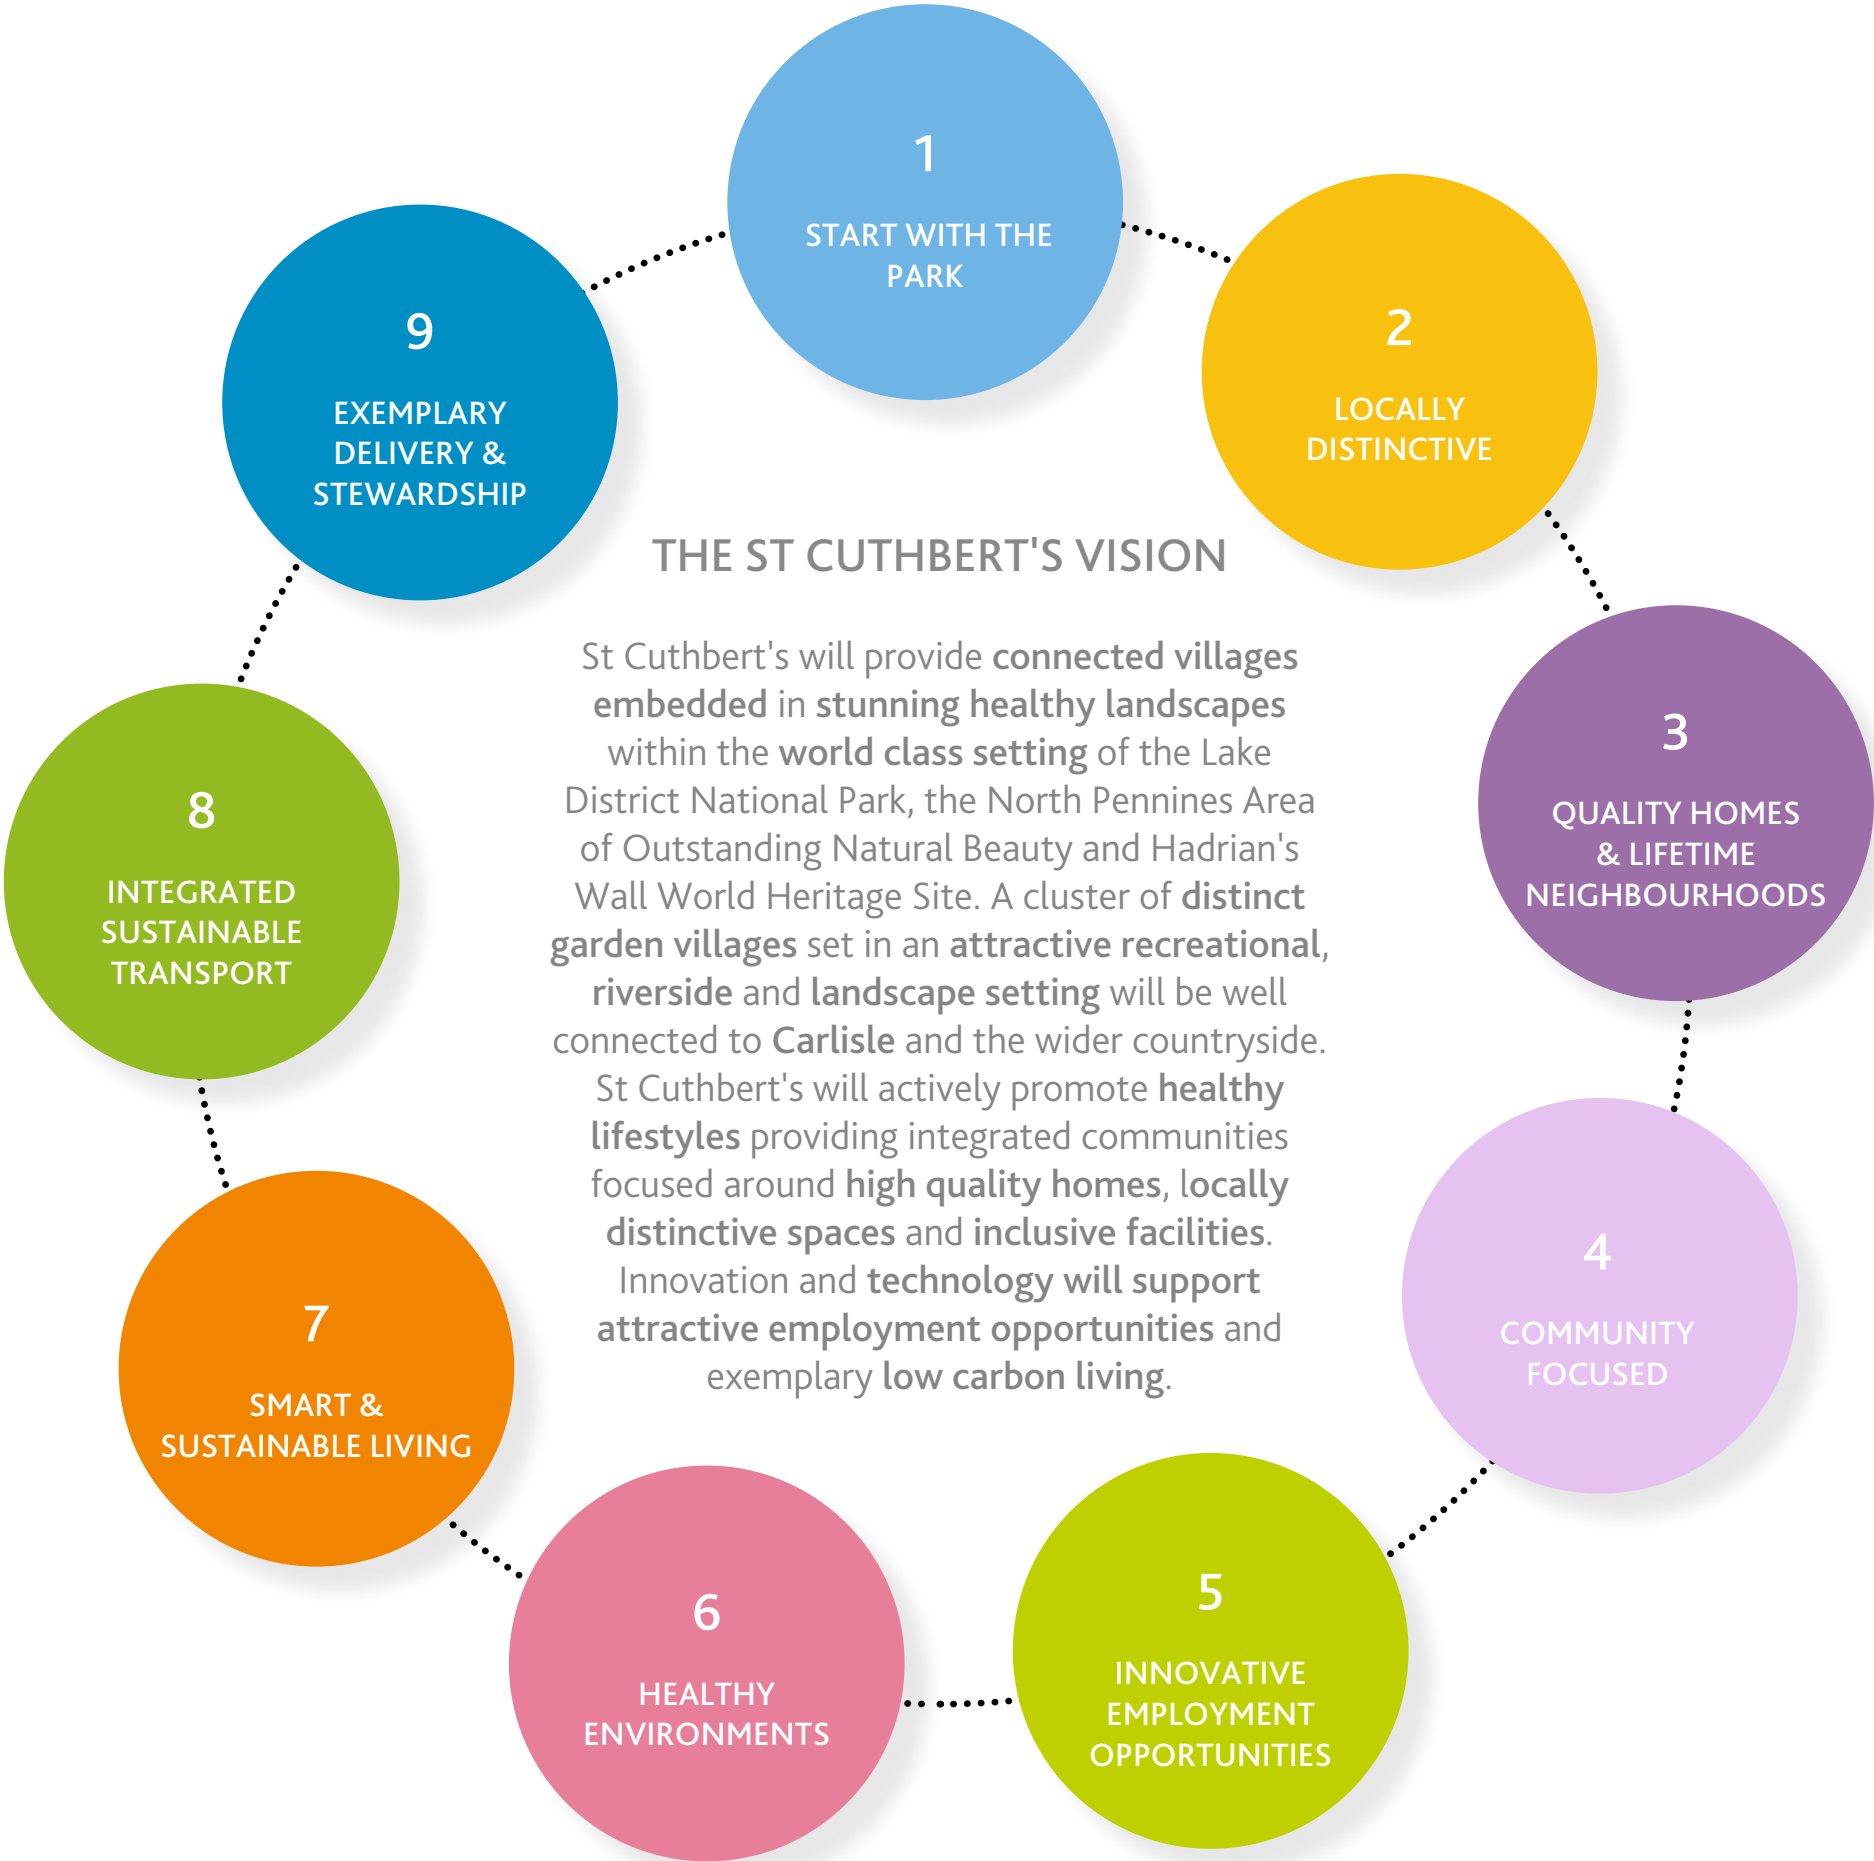 1
START WITH THE
PARK
2
LOCALLY
DISTINCTIVE
3
QUALITY HOMES
& LIFETIME
NEIGHBOURHOODS
4
COMMUNITY
FOCUSED
5
INNOVATIVE
EMPLOYMENT
OPPORTUNITIES
6
HEALTHY
ENVIRONMENTS
7
SMART &
SUSTAINABLE LIVING
8
INTEGRATED
SUSTAINABLE
TRANSPORT
9
EXEMPLARY
DELIVERY &
STEWARDSHIP
THE ST CUTHBERT'S VISION
St Cuthbert's will provide connected villages
embedded in stunning healthy landscapes
within the world class setting of the Lake
District National Park, the North Pennines Area
of Outstanding Natural Beauty and Hadrian's
Wall World Heritage Site. A cluster of distinct
garden villages set in an attractive recreational,
riverside and landscape setting will be well
connected to Carlisle and the wider countryside.
St Cuthbert's will actively promote healthy
lifestyles providing integrated communities
focused around high quality homes, locally
distinctive spaces and inclusive facilities.
Innovation and technology will support
attractive employment opportunities and
exemplary low carbon living.